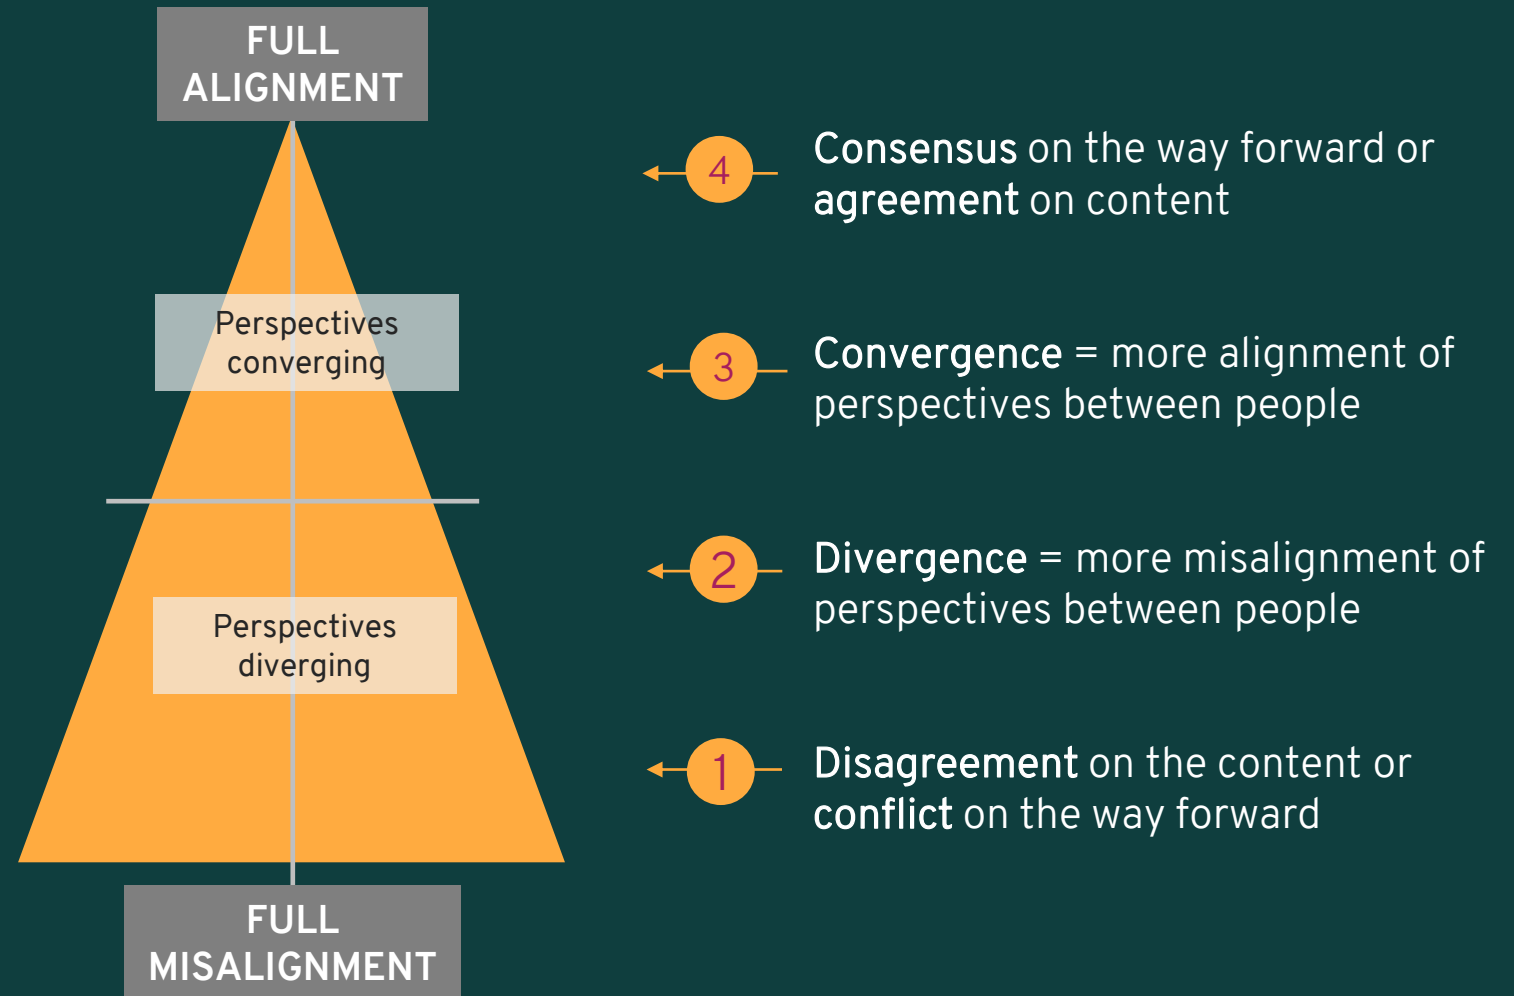 FULL
ALIGNMENT
4
Consensus on the way forward or
agreement on content
Perspectives
converging
3
Convergence = more alignment of
perspectives between people
2
Divergence = more misalignment of
perspectives between people
Perspectives
diverging
1
Disagreement on the content or
conflict on the way forward
FULL
MISALIGNMENT